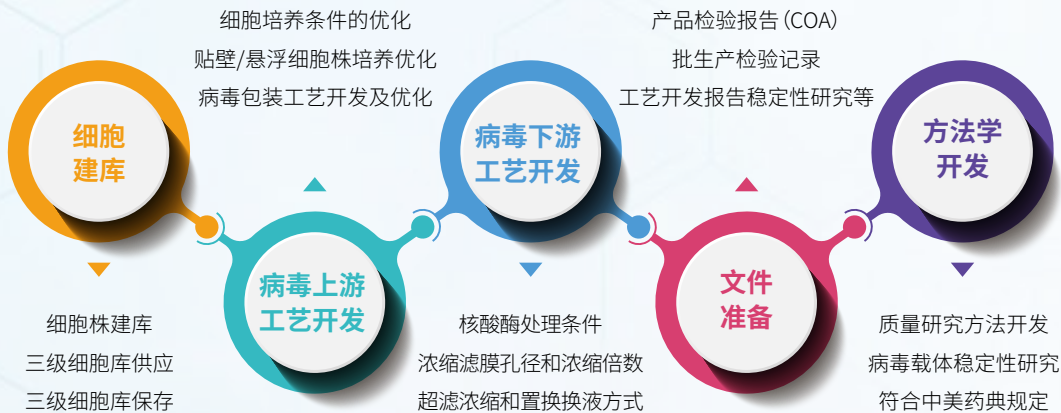 细胞
建库
细胞株建库
三级细胞库供应
三级细胞库保存
细胞培养条件的优化
贴壁/悬浮细胞株培养优化
病毒包装工艺开发及优化
病毒上游
工艺开发
病毒下游
工艺开发
核酸酶处理条件
浓缩滤膜孔径和浓缩倍数
超滤浓缩和置换换液方式
产品检验报告（COA）
批生产检验记录
工艺开发报告稳定性研究等
文件
准备
方法学
开发
质量研究方法开发
病毒载体稳定性研究
符合中美药典规定